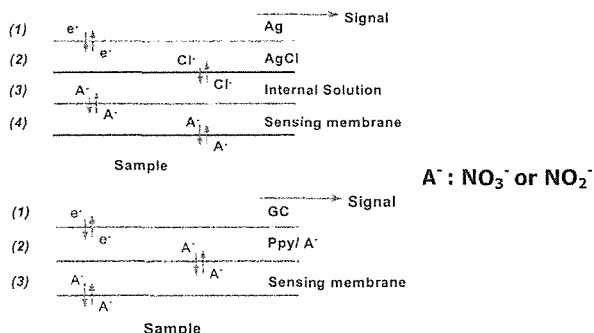 Signal
(1) e⁻ Ag
e⁻
(2) Cl⁻ AgCl
Cl⁻
(3) A⁻ Internal Solution
A⁻
(4) A⁻ Sensing membrane
A⁻
Sample
A⁻ : NO₃⁻ or NO₂⁻
Signal
(1) e⁻ GC
e⁻
(2) A⁻ Ppy/ A⁻
A⁻
(3) A⁻ Sensing membrane
A⁻
Sample